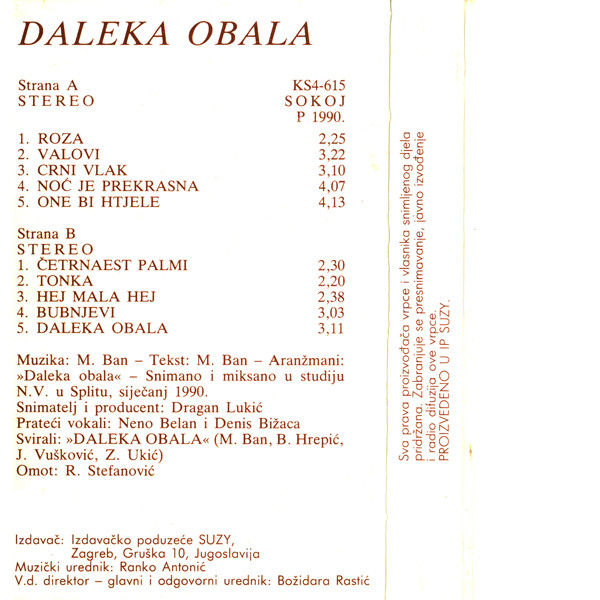 DALEKA OBALA
Strana A KS4-615
STEREO SOKOJ
P 1990.
1. ROZA 2,25
2. VALOVI 3,22
3. CRNI VLAK 3,10
4. NOĆ JE PREKRASNA 4,07
5. ONE BI HTJELE 4,13
Strana B
STEREO
1. ČETRNAEST PALMI 2,30
2. TONKA 2,20
3. HEJ MALA HEJ 2,38
4. BUBNJEVI 3,03
5. DALEKA OBALA 3,11
Muzika: M. Ban – Tekst: M. Ban – Aranžmani:
»Daleka obala« – Snimano i miksano u studiju
N.V. u Splitu, siječanj 1990.
Snimatelj i producent: Dragan Lukić
Prateći vokali: Neno Belan i Denis Bižaca
Svirali: »DALEKA OBALA« (M. Ban, B. Hrepić,
J. Vušković, Z. Ukić)
Omot: R. Stefanović
Izdavač: Izdavačko poduzeće SUZY,
Zagreb, Gruška 10, Jugoslavija
Muzički urednik: Ranko Antonić
V.d. direktor – glavni i odgovorni urednik: Božidara Rastić
Sva prava proizvođača vrpce i vlasnika snimljenog djela
pridržana. Zabranjuje se presnimavanje, javno izvođenje
i radio difuzija ove vrpce.
PROIZVEDENO U IP SUZY.